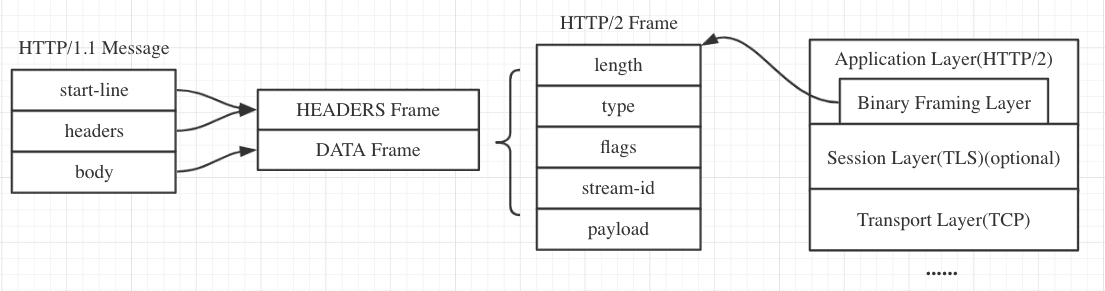 HTTP/1.1 Message
start-line
headers
body
HEADERS Frame
DATA Frame
HTTP/2 Frame
length
type
flags
stream-id
payload
Application Layer(HTTP/2)
Binary Framing Layer
Session Layer(TLS)(optional)
Transport Layer(TCP)
......